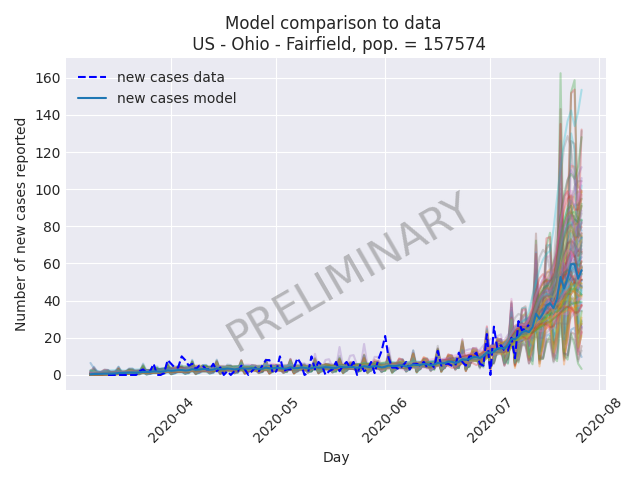 Model comparison to data
US - Ohio - Fairfield, pop. = 157574
new cases data
new cases model
Number of new cases reported
160
140
120
100
80
60
40
20
0
PRELIMINARY
2020-04
2020-05
2020-06
2020-07
2020-08
Day